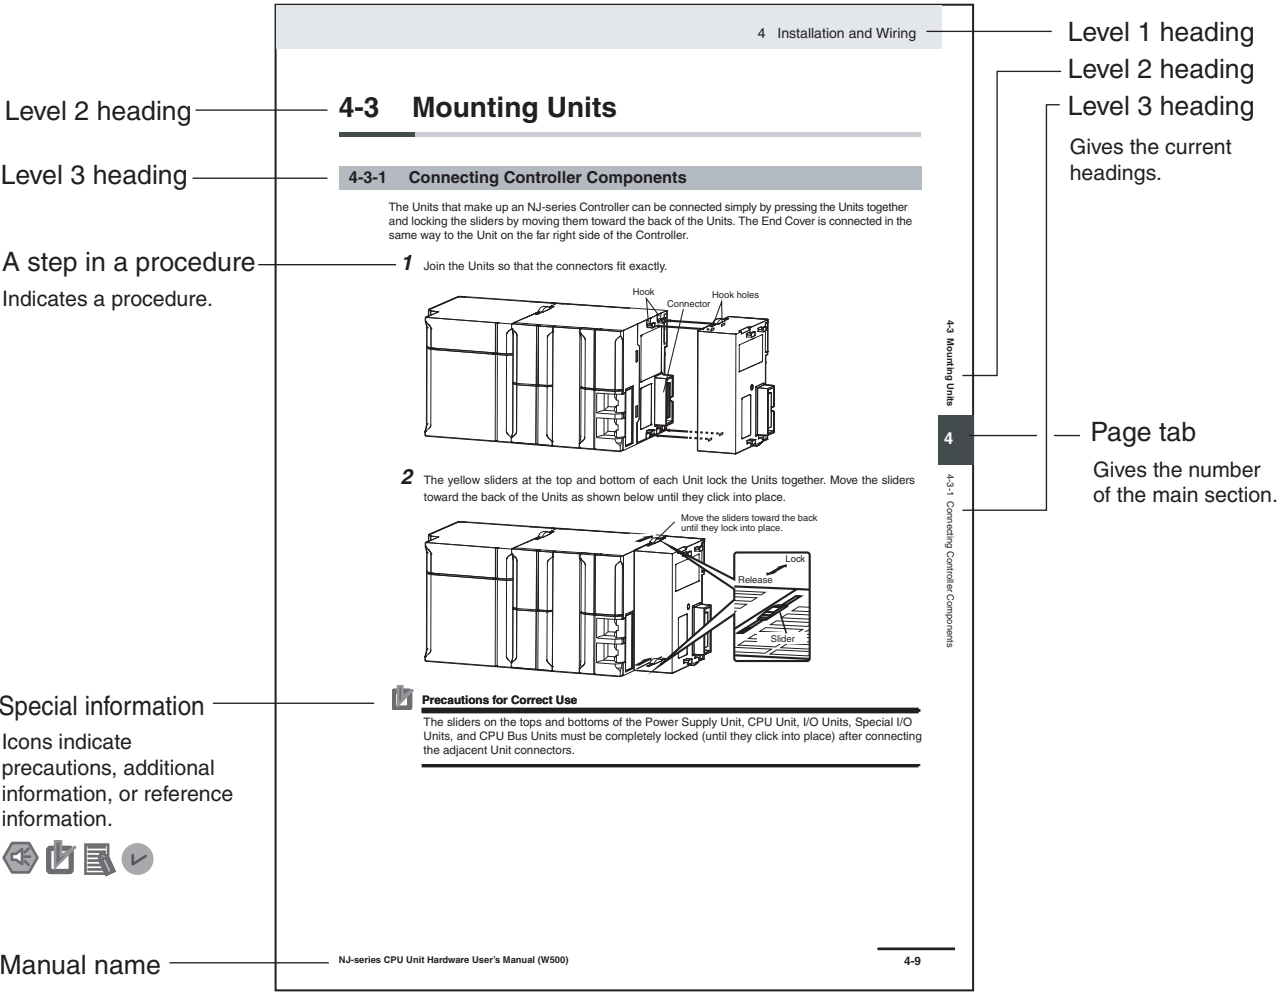 4 Installation and Wiring
Level 1 heading
Level 2 heading
Level 3 heading
Gives the current
headings.
Level 2 heading
4-3 Mounting Units
Level 3 heading
4-3-1 Connecting Controller Components
The Units that make up an NJ-series Controller can be connected simply by pressing the Units together
and locking the sliders by moving them toward the back of the Units. The End Cover is connected in the
same way to the Unit on the far right side of the Controller.
A step in a procedure
Indicates a procedure.
1 Join the Units so that the connectors fit exactly.
Hook
Connector
Hook holes
4-3 Mounting Units
4
Page tab
Gives the number
of the main section.
4-3-1 Connecting Controller Components
2 The yellow sliders at the top and bottom of each Unit lock the Units together. Move the sliders
toward the back of the Units as shown below until they click into place.
Move the sliders toward the back
until they lock into place.
Lock
Release
Slider
Special information
Icons indicate
precautions, additional
information, or reference
information.
Precautions for Correct Use
The sliders on the tops and bottoms of the Power Supply Unit, CPU Unit, I/O Units, Special I/O
Units, and CPU Bus Units must be completely locked (until they click into place) after connecting
the adjacent Unit connectors.
Manual name
NJ-series CPU Unit Hardware User's Manual (W500)
4-9